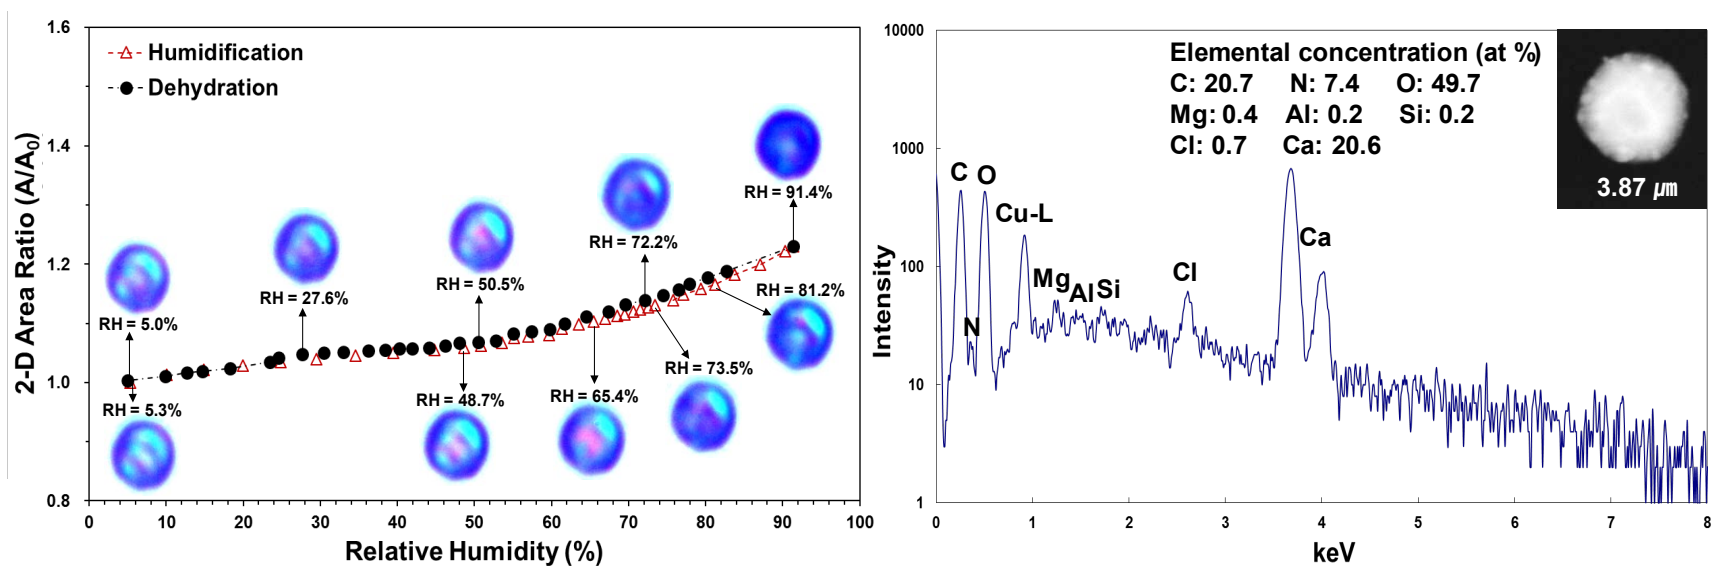 1.6
1.4
1.2
1.0
0.8
2-D Area Ratio (A/A0)
Humidification
Dehydration
RH = 91.4%
RH = 72.2%
RH = 50.5%
RH = 27.6%
RH = 5.0%
RH = 81.2%
RH = 73.5%
RH = 65.4%
RH = 48.7%
RH = 5.3%
0 10 20 30 40 50 60 70 80 90 100
Relative Humidity (%)
10000
1000
100
10
1
Intensity
Elemental concentration (at %)
C: 20.7 N: 7.4 O: 49.7
Mg: 0.4 Al: 0.2 Si: 0.2
Cl: 0.7 Ca: 20.6
3.87 μm
C
O
Cu-L
N
Mg
Al
Si
Cl
Ca
0 1 2 3 4 5 6 7 8
keV